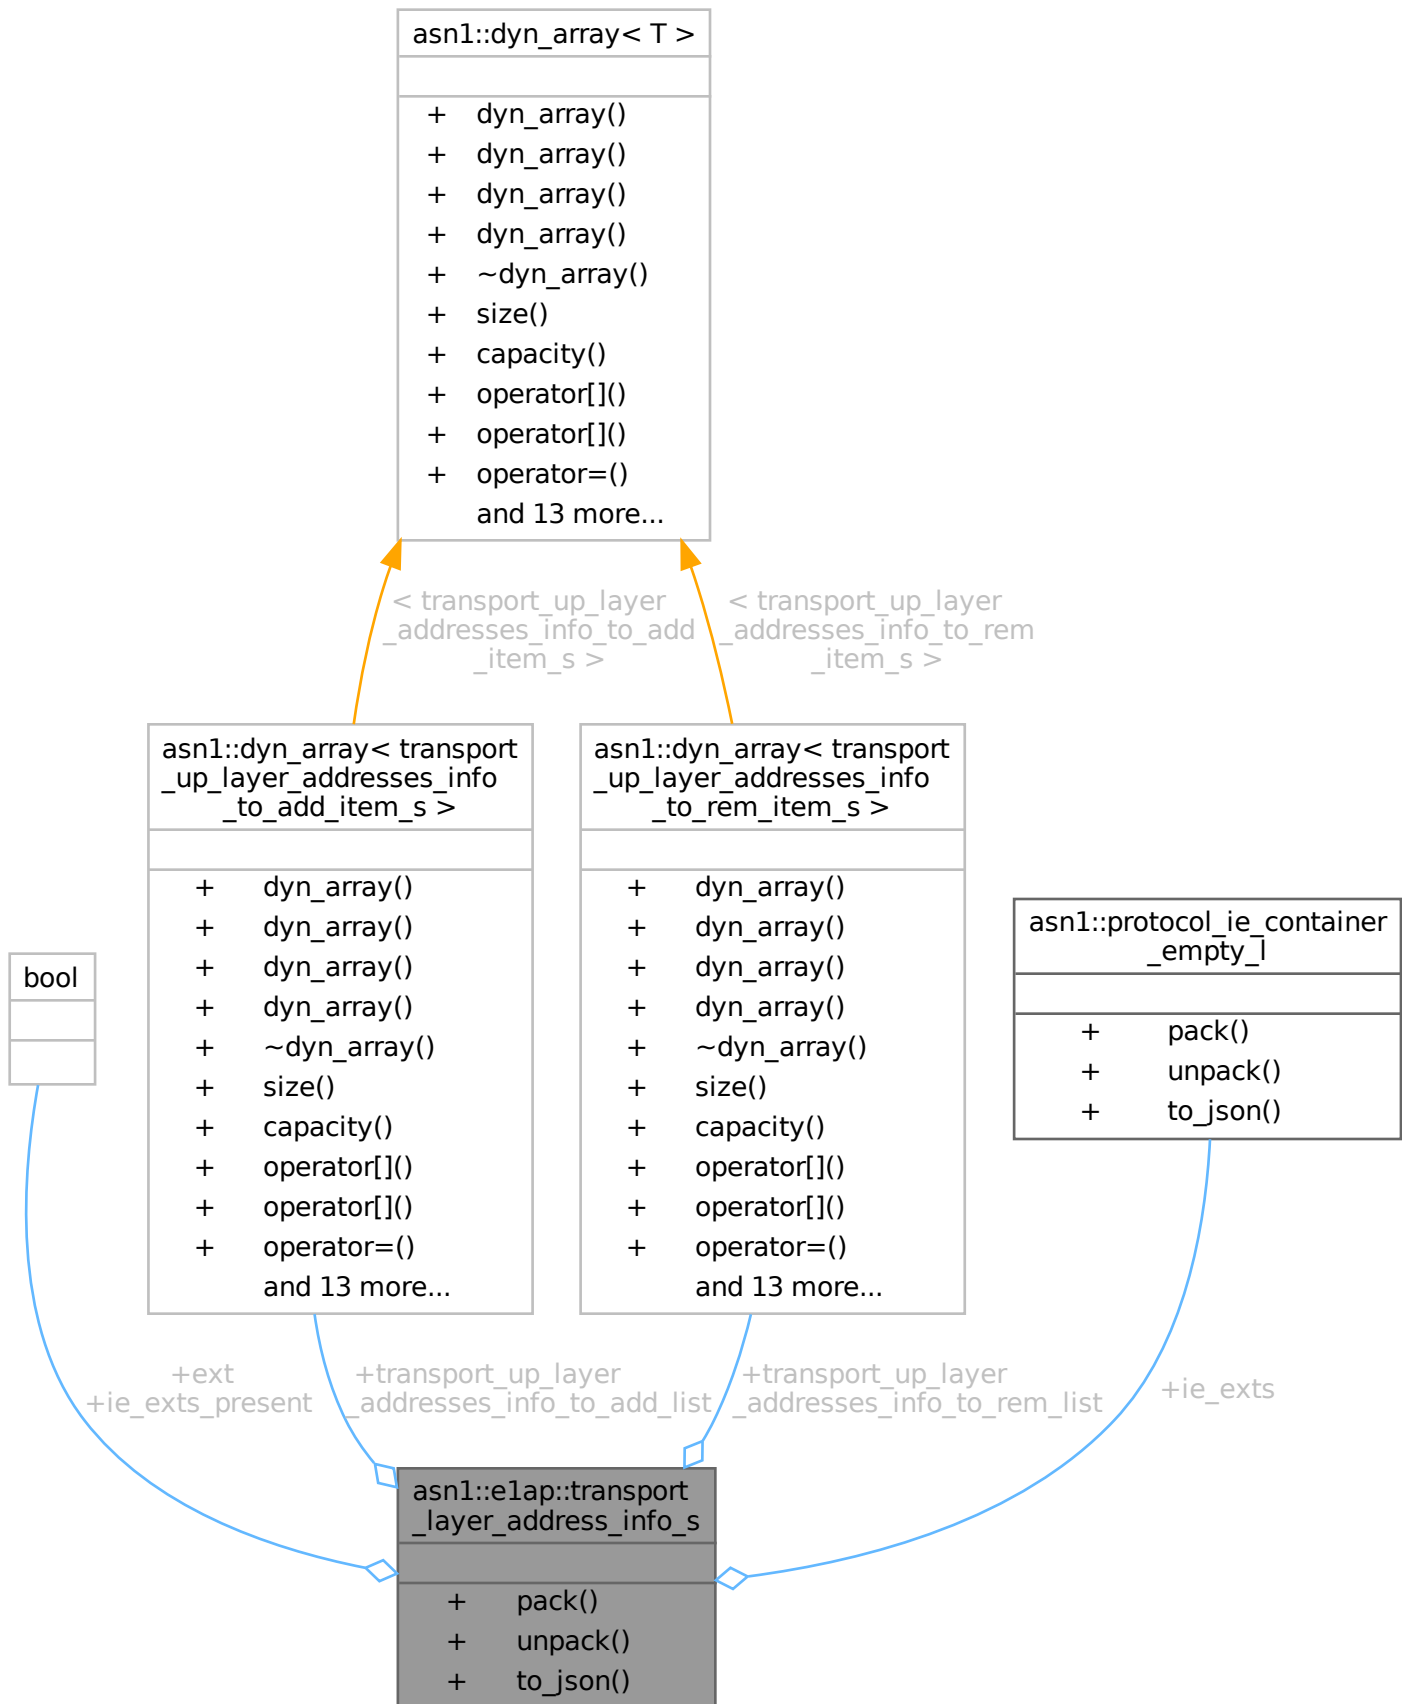 asn1::dyn_array< T >
+ dyn_array()
+ dyn_array()
+ dyn_array()
+ dyn_array()
+ ~dyn_array()
+ size()
+ capacity()
+ operator[]()
+ operator[]()
+ operator=()
and 13 more...
< transport_up_layer
_addresses_info_to_add
_item_s >
< transport_up_layer
_addresses_info_to_rem
_item_s >
asn1::dyn_array< transport
_up_layer_addresses_info
_to_add_item_s >
+ dyn_array()
+ dyn_array()
+ dyn_array()
+ dyn_array()
+ ~dyn_array()
+ size()
+ capacity()
+ operator[]()
+ operator[]()
+ operator=()
and 13 more...
asn1::dyn_array< transport
_up_layer_addresses_info
_to_rem_item_s >
+ dyn_array()
+ dyn_array()
+ dyn_array()
+ dyn_array()
+ ~dyn_array()
+ size()
+ capacity()
+ operator[]()
+ operator[]()
+ operator=()
and 13 more...
asn1::protocol_ie_container
_empty_l
+ pack()
+ unpack()
+ to_json()
bool
+ext
+ie_exts_present
+transport_up_layer
_addresses_info_to_add_list
+transport_up_layer
_addresses_info_to_rem_list
+ie_exts
asn1::e1ap::transport
_layer_address_info_s
+ pack()
+ unpack()
+ to_json()